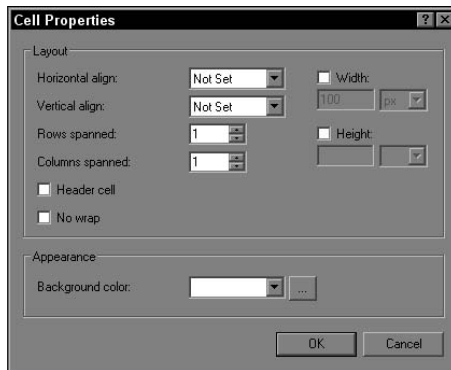 Cell Properties
Layout
Horizontal align: Not Set
Width:
100 px
Vertical align: Not Set
Rows spanned: 1
Height:
Columns spanned: 1
Header cell
No wrap
Appearance
Background color: ...
OK Cancel